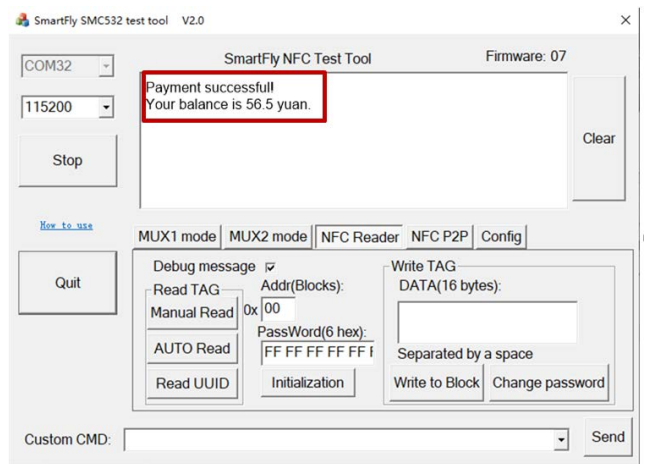 SmartFly SMC532 test tool V2.0
SmartFly NFC Test Tool
Firmware: 07
COM32
115200
Stop
How to use
Quit
Payment successful!
Your balance is 56.5 yuan.
Clear
MUX1 mode
MUX2 mode
NFC Reader
NFC P2P
Config
Debug message
Read TAG
Manual Read
AUTO Read
Read UUID
Addr(Blocks):
0x 00
PassWord(6 hex):
FF FF FF FF FF F
Initialization
Write TAG
DATA(16 bytes):
Separated by a space
Write to Block
Change password
Custom CMD:
Send